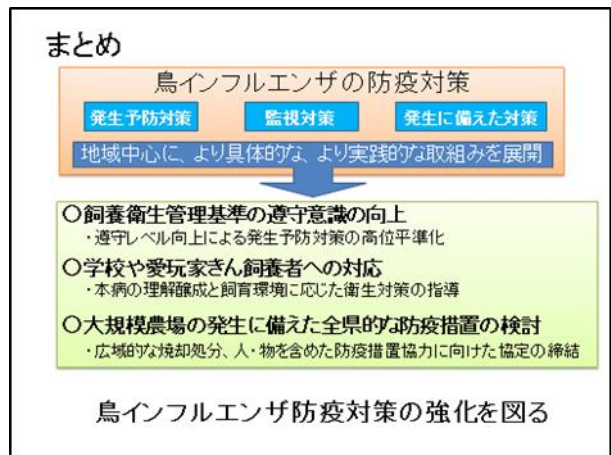 まとめ
鳥インフルエンザの防疫対策
発生予防対策 監視対策 発生に備えた対策
地域中心に、より具体的な、より実践的な取組みを展開
〇飼養衛生管理基準の遵守意識の向上
・遵守レベル向上による発生予防対策の高位平準化
〇学校や愛玩家きん飼養者への対応
・本病の理解醸成と飼育環境に応じた衛生対策の指導
〇大規模農場の発生に備えた全県的な防疫措置の検討
・広域的な焼却処分、人・物を含めた防疫措置協力に向けた協定の締結
鳥インフルエンザ防疫対策の強化を図る